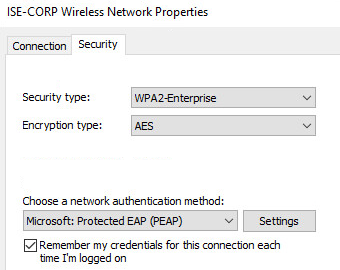 ISE-CORP Wireless Network Properties
Connection
Security
Security type: WPA2-Enterprise
Encryption type: AES
Choose a network authentication method:
Microsoft: Protected EAP (PEAP) Settings
Remember my credentials for this connection each
time I'm logged on